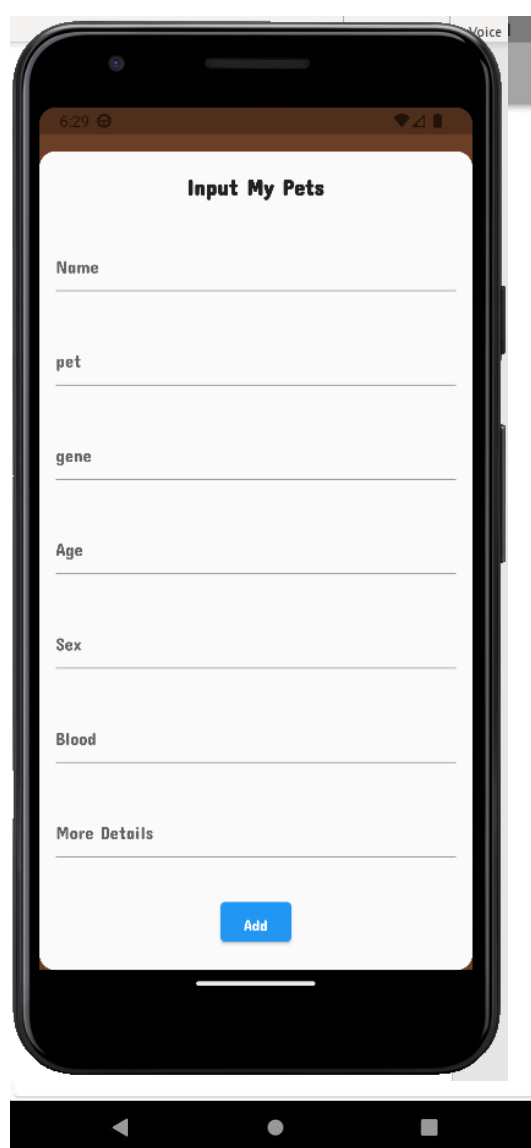 Voice
6:29
Input My Pets
Name
pet
gene
Age
Sex
Blood
More Details
Add